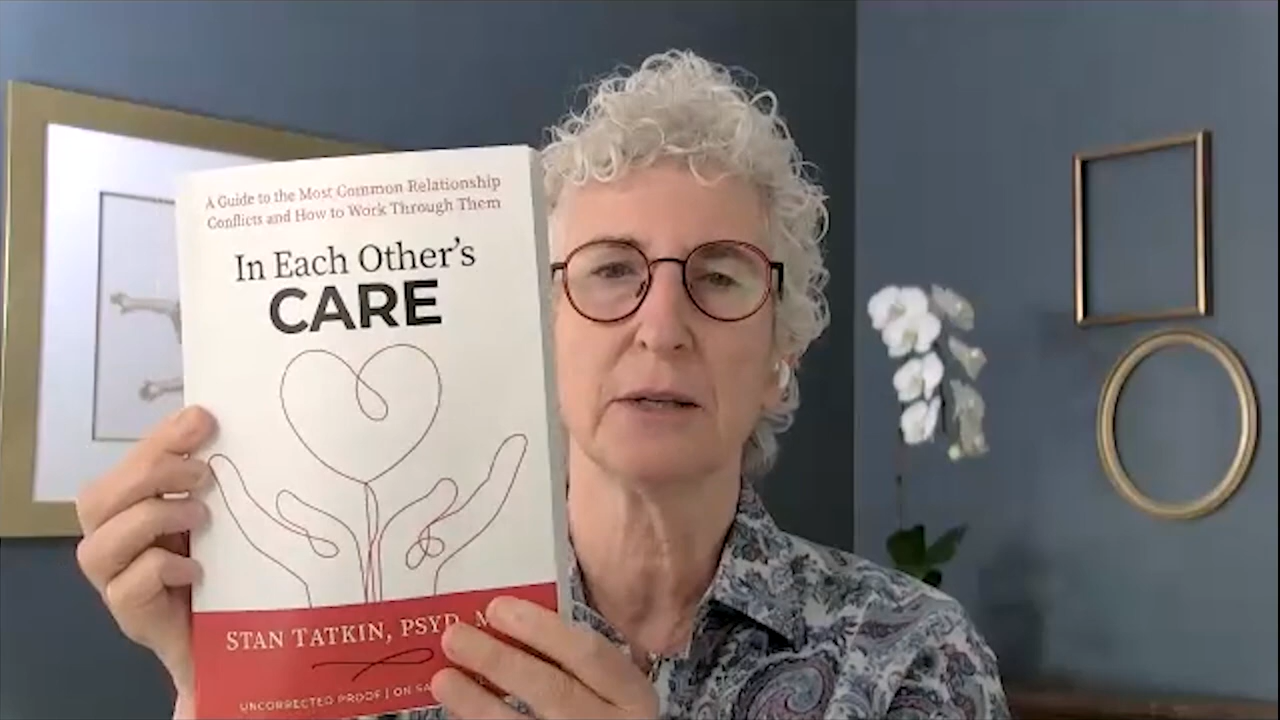 A Guide to the Most Common Relationship
Conflicts and How to Work Through Them
In Each Other's
CARE
STAN TATKIN, PSYD, M
UNCORRECTED PROOF | ON SA